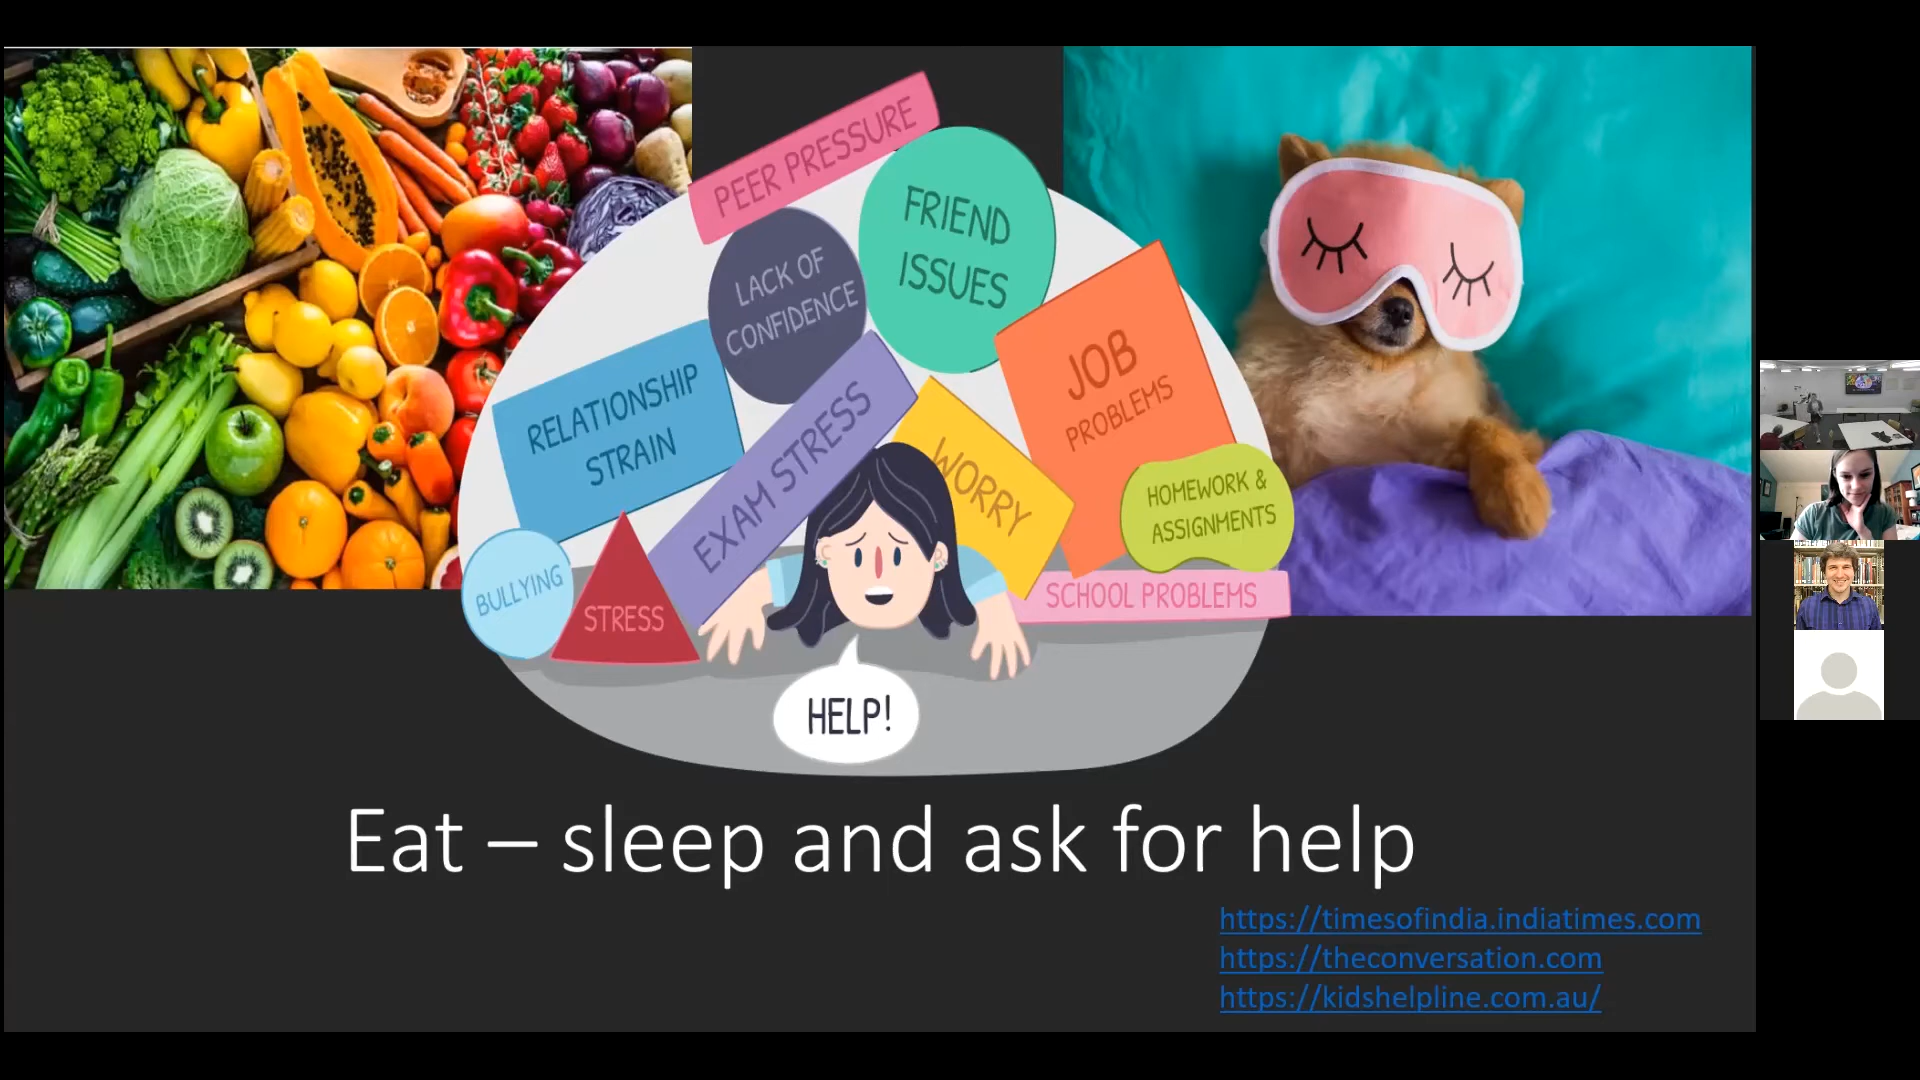 PEER PRESSURE
FRIEND
ISSUES
LACK OF
CONFIDENCE
JOB
PROBLEMS
RELATIONSHIP
STRAIN
EXAM STRESS
WORRY
HOMEWORK &
ASSIGNMENTS
BULLYING
STRESS
SCHOOL PROBLEMS
HELP!
Eat – sleep and ask for help
https://timesofindia.indiatimes.com
https://theconversation.com
https://kidshelpline.com.au/